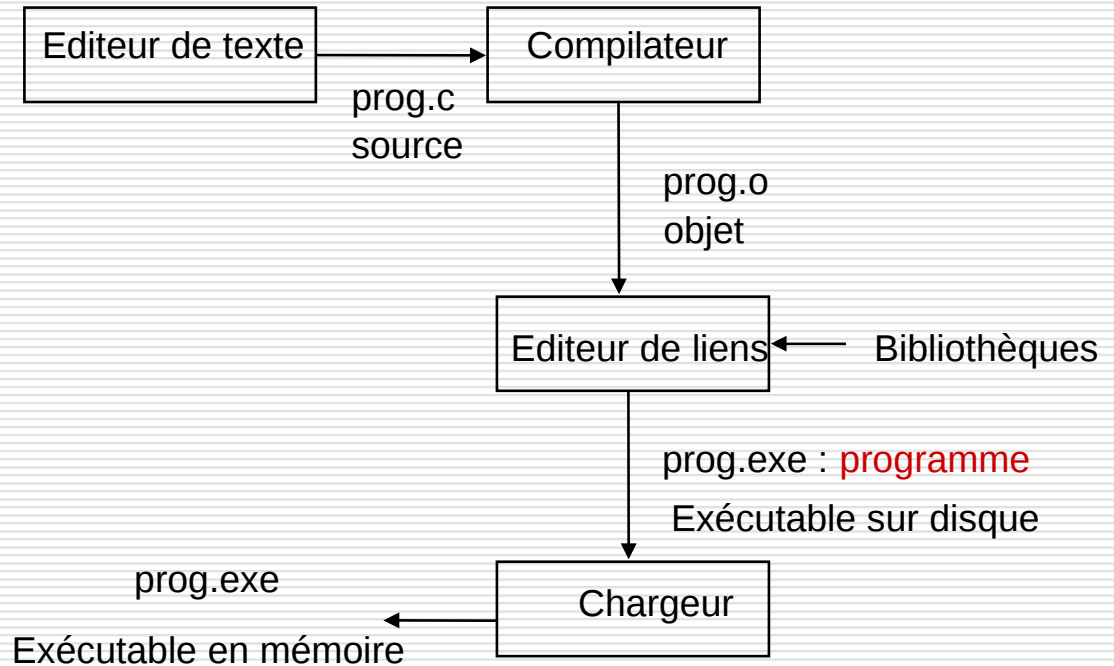 Editeur de texte
Compilateur
prog.c
source
prog.o
objet
Editeur de liens
Bibliothèques
prog.exe : programme
Exécutable sur disque
Chargeur
prog.exe
Exécutable en mémoire